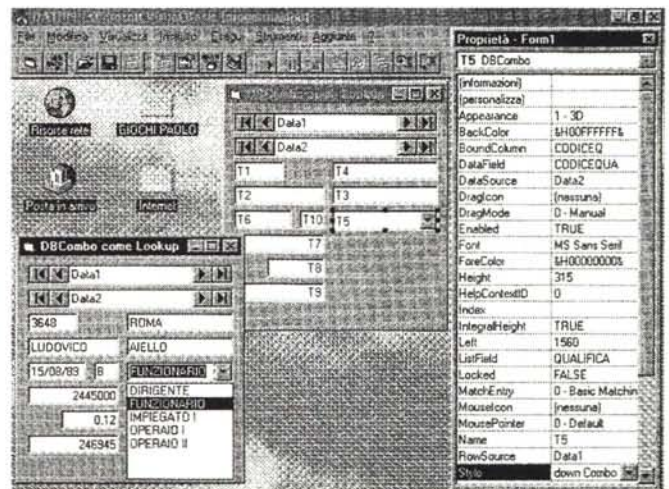 File Modifica Visualizza Inserisci Esegui Strumenti Aggiunte ?
Risorse rete
GIOCHI PAOLO
Posta in arrivo
Internet
Data1
Data2
T1 T4
T2 T3
T6 T10 T5
T7
T8
T9
DBCombo come Lookup
Data1
Data2
3648 ROMA
LUDOVICO AIELLO
15/08/89 B FUNZIONARIO
2445000
0.12
246945
DIRIGENTE
FUNZIONARIO
IMPIEGATO I
OPERAIO I
OPERAIO II
Proprietà - Form1
T5 DBCombo
(informazioni)
(personalizza)
Appearance 1 - 3D
BackColor &H00FFFFFF&
BoundColumn CODICEQ
DataField CODICEQUA
DataSource Data2
DragIcon (nessuna)
DragMode 0 - Manual
Enabled TRUE
Font MS Sans Serif
ForeColor &H00000000&
Height 315
HelpContextID 0
Index
IntegralHeight TRUE
Left 1560
ListField QUALIFICA
Locked FALSE
MatchEntry 0 - Basic Matchin
MouseIcon (nessuna)
MousePointer 0 - Default
Name T5
RowSource Data1
Style down Combo